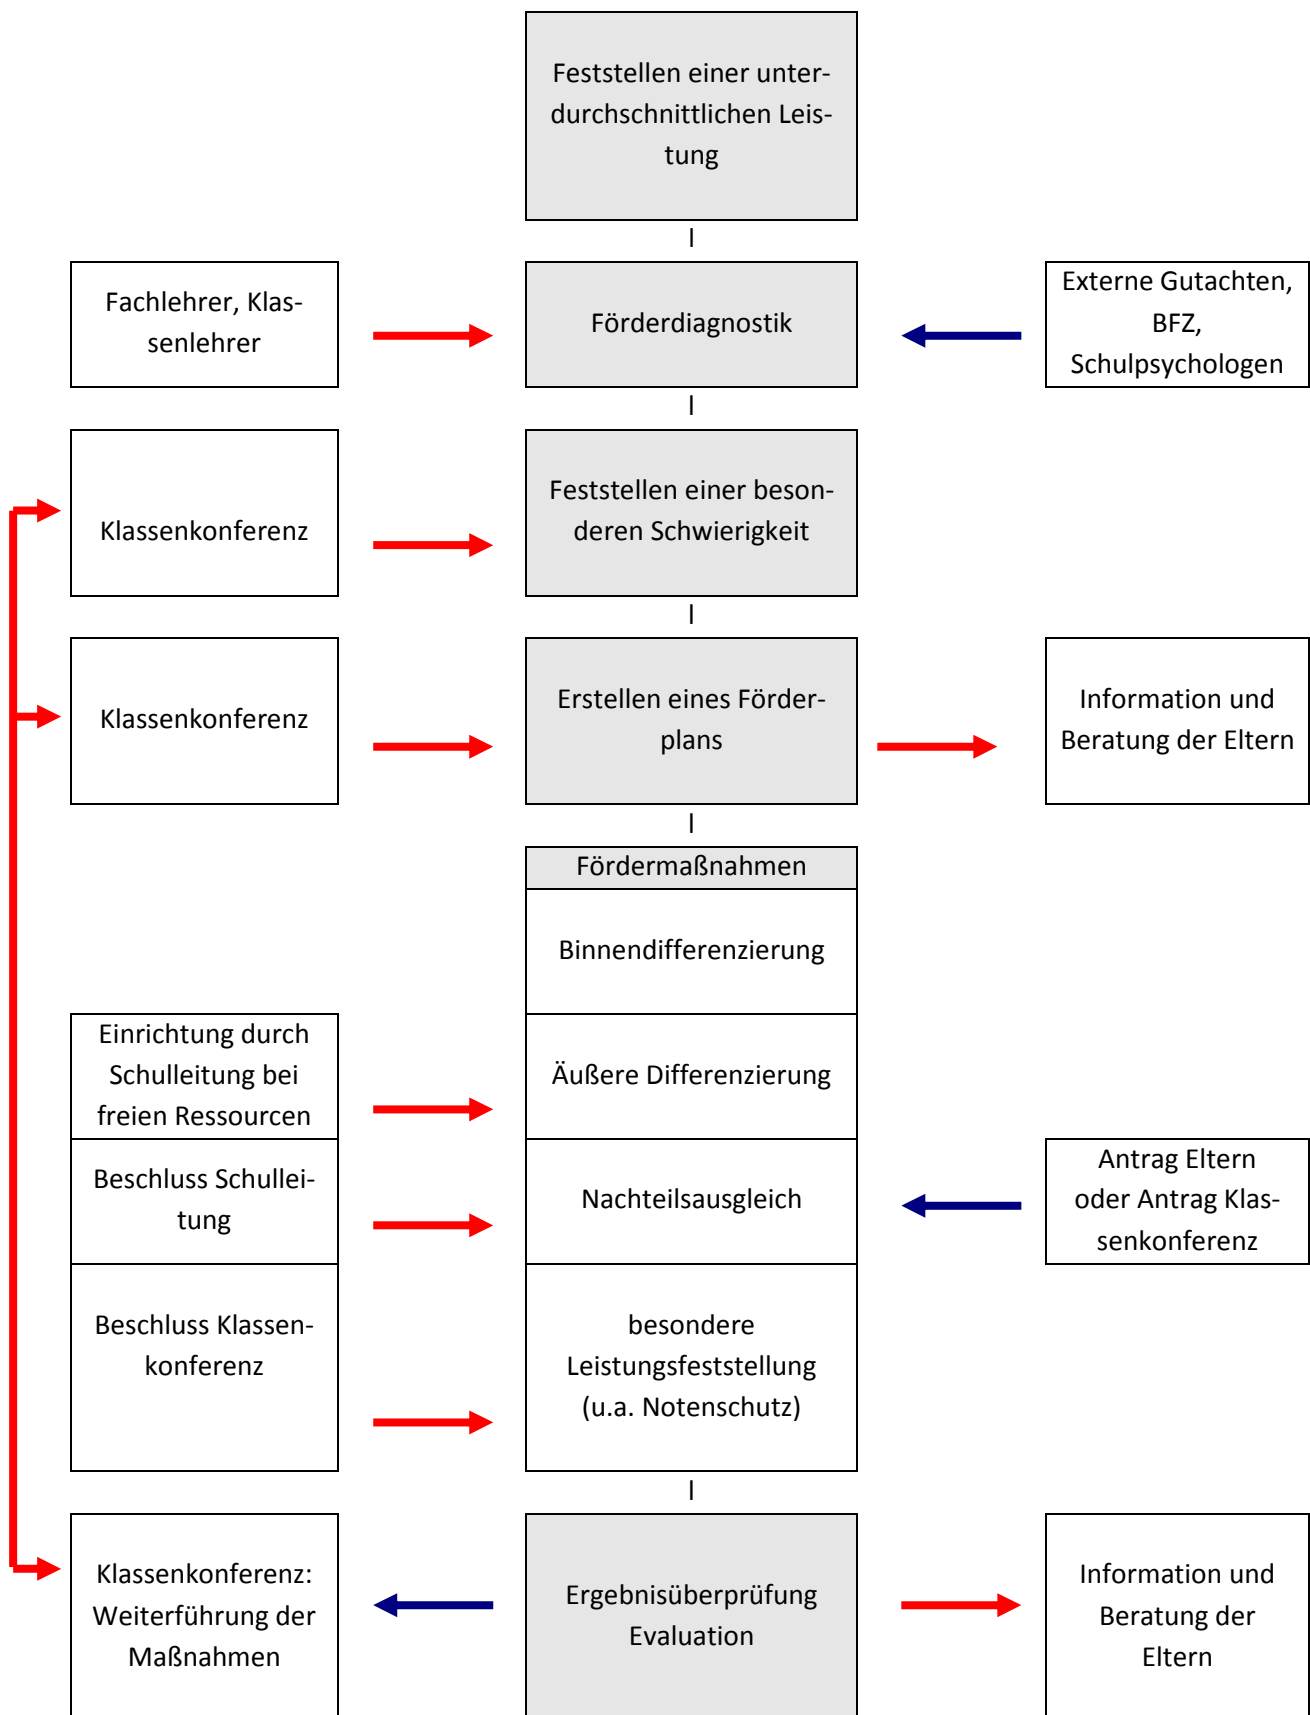 Feststellen einer unter-
durchschnittlichen Leis-
tung
Fachlehrer, Klas-
senlehrer
Förderdiagnostik
Externe Gutachten,
BFZ,
Schulpsychologen
Klassenkonferenz
Feststellen einer beson-
deren Schwierigkeit
Klassenkonferenz
Erstellen eines Förder-
plans
Information und
Beratung der Eltern
Fördermaßnahmen
Binnendifferenzierung
Einrichtung durch
Schulleitung bei
freien Ressourcen
Äußere Differenzierung
Beschluss Schullei-
tung
Nachteilsausgleich
Antrag Eltern
oder Antrag Klas-
senkonferenz
Beschluss Klassen-
konferenz
besondere
Leistungsfeststellung
(u.a. Notenschutz)
Klassenkonferenz:
Weiterführung der
Maßnahmen
Ergebnisüberprüfung
Evaluation
Information und
Beratung der
Eltern